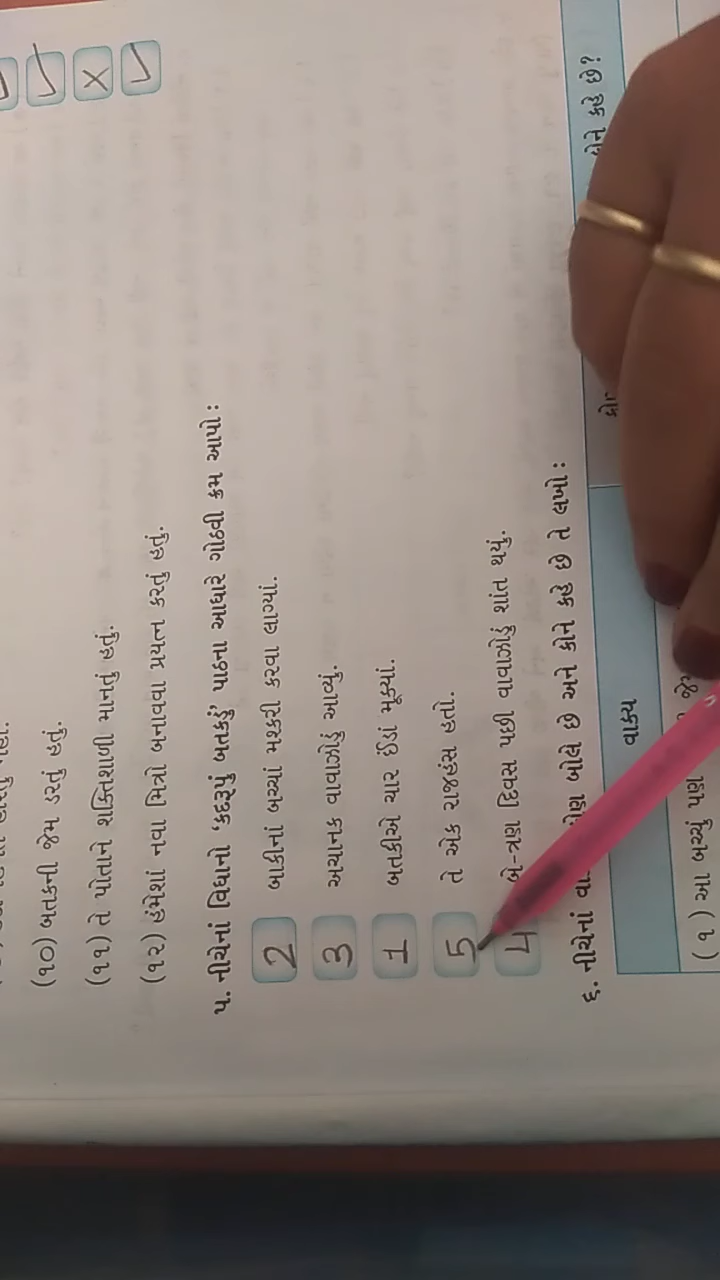 (૧૦) બતકની જેમ ડરતું હતું.
(૧૧) તે પોતાને શક્તિશાળી માનતું હતું. ✓
(૧૨) હંમેશાં નવા મિત્રો બનાવવા પ્રયત્ન કરતું હતું.
✓
X
✓
૫. નીચેનાં વિધાનો ‘કદરૂપું બતકડું’ પાઠના આધારે ગોઠવી ક્રમ આપો :
2 બાકીનાં બચ્ચાં મશ્કરી કરવા લાગ્યાં.
3 અચાનક વાવાઝોડું આવ્યું.
1 બતકીએ ચાર ઈંડાં મૂક્યાં.
5 તે એક રાજહંસ હતો.
4 બે-ત્રણ દિવસ પછી વાવાઝોડું શાંત થયું.
૬. નીચેનાં બોલે છે અને કોને કહે છે તે લખો :
વાક્ય કોને કહે છે?
(૧) આ બચ્ચું પણ